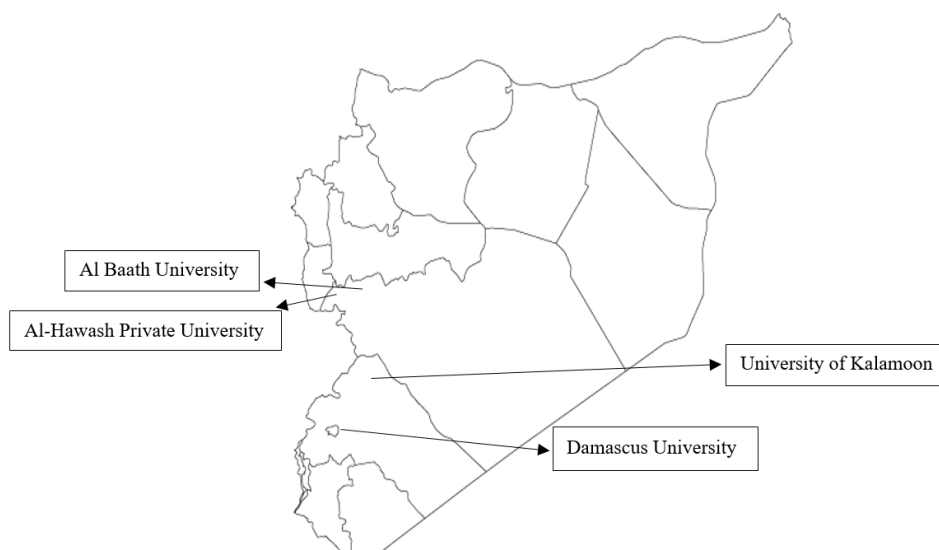 Al Baath University
Al-Hawash Private University
University of Kalamoon
Damascus University